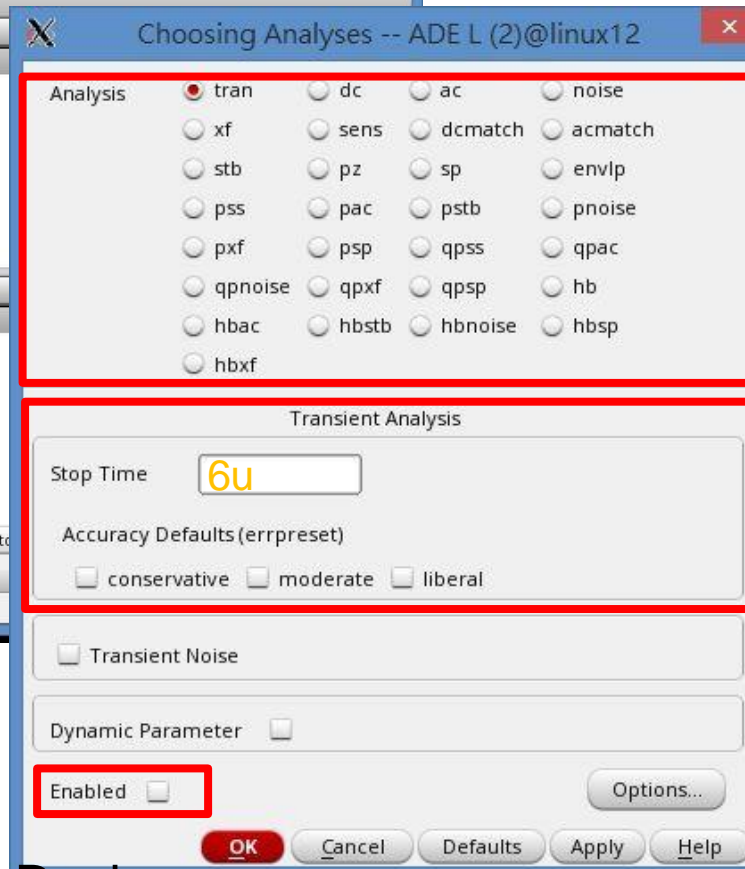 Choosing Analyses -- ADE L (2)@linux12
Analysis tran dc ac noise
xf sens dcmatch acmatch
stb pz sp envlp
pss pac pstb pnoise
pxf psp qpss qpac
qpnoise qpxf qpsp hb
hbac hbstb hbnoise hbsp
hbxf
Transient Analysis
Stop Time 6u
Accuracy Defaults (errpreset)
conservative moderate liberal
Transient Noise
Dynamic Parameter
Enabled Options...
OK Cancel Defaults Apply Help